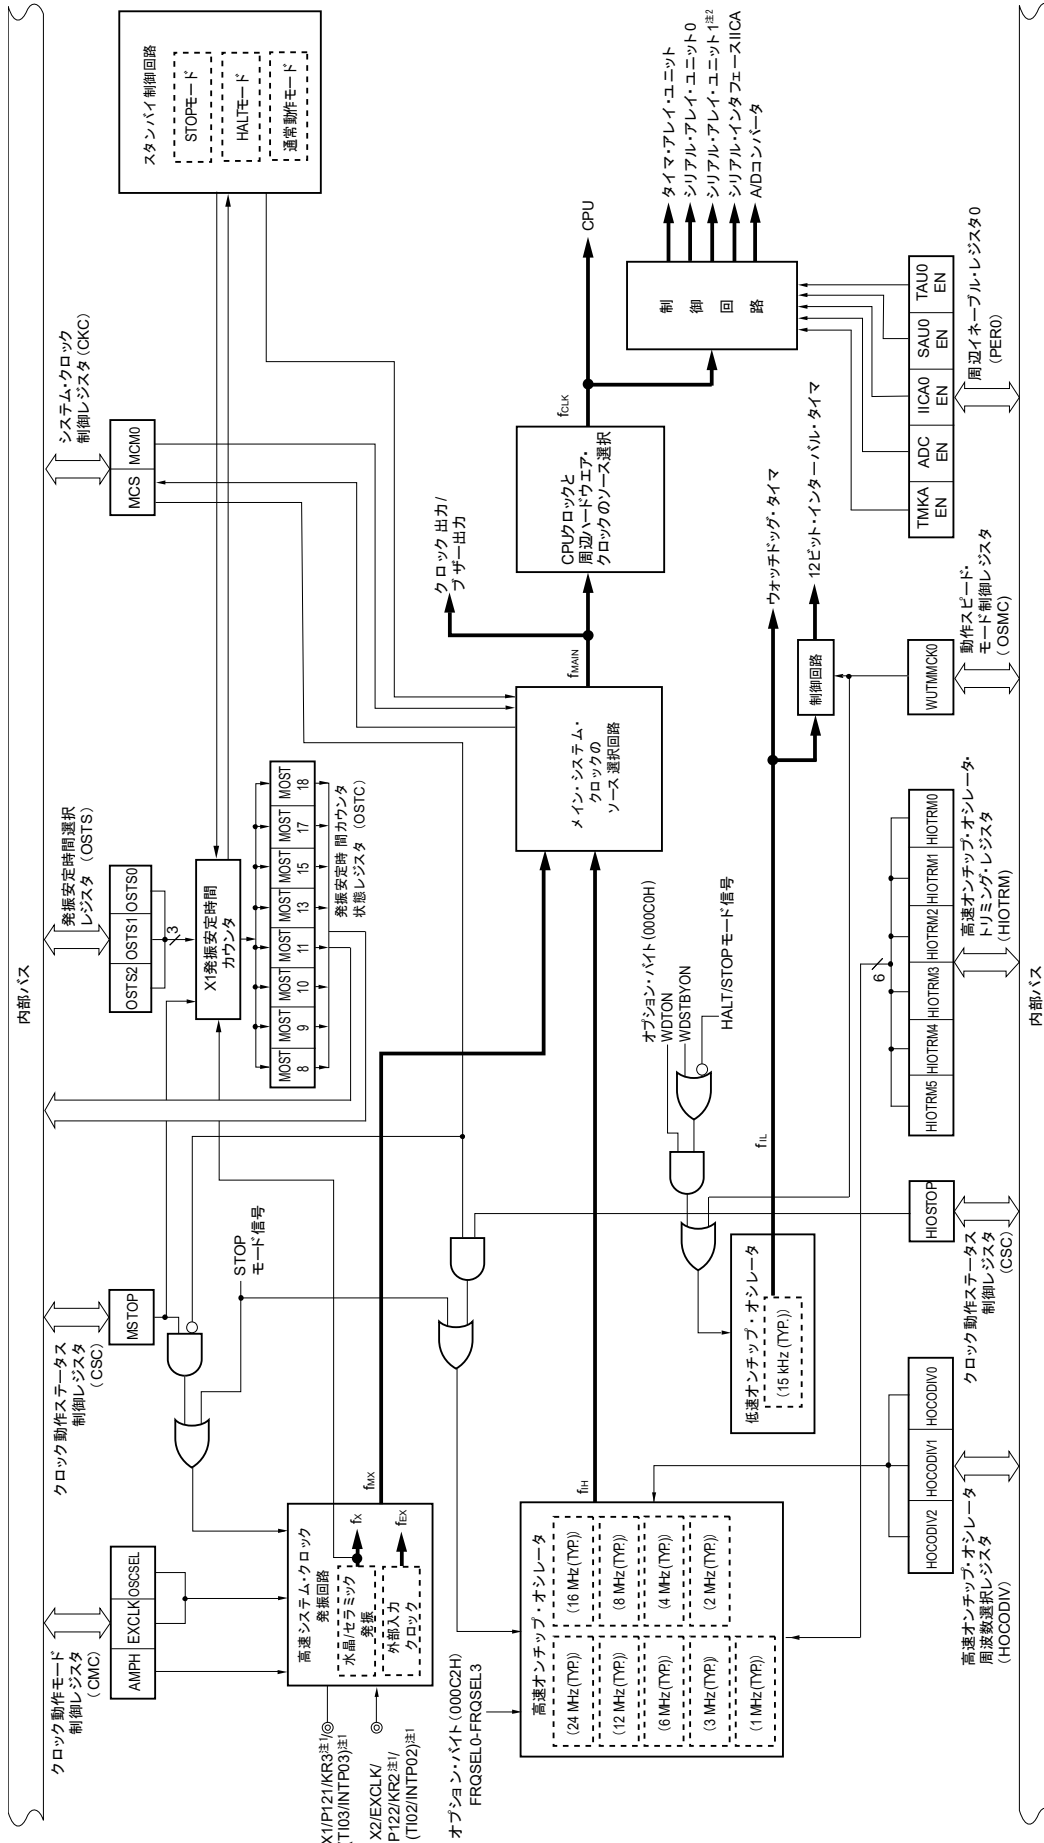 内部バス
クロック動作モード
制御レジスタ
(CMC)
AMPH
EXCLK
OSCSEL
クロック動作ステータス
制御レジスタ
(CSC)
MSTOP
STOP
モード信号
発振安定時間選択
レジスタ(OSTS)
OSTS2
OSTS1
OSTS0
3
X1発振安定時間
カウンタ
MOST
8
MOST
9
MOST
10
MOST
11
MOST
13
MOST
15
MOST
17
MOST
18
発振安定時間カウンタ
状態レジスタ(OSTC)
システム・クロック
制御レジスタ(CKC)
MCS
MCM0
スタンバイ制御回路
STOPモード
HALTモード
通常動作モード
高速システム・クロック
発振回路
水晶/セラミック
発振
fX
外部入力
クロック
fEX
fMX
X1/P121/KR3注1/
(TI03/INTP03)注1
X2/EXCLK/
P122/KR2注1/
(TI02/INTP02)注1
オプション・バイト(000C2H)
FRQSEL0-FRQSEL3
高速オンチップ・オシレータ
(24 MHz(TYP.))
(16 MHz(TYP.))
(12 MHz(TYP.))
(8 MHz(TYP.))
(6 MHz(TYP.))
(4 MHz(TYP.))
(3 MHz(TYP.))
(2 MHz(TYP.))
(1 MHz(TYP.))
fIH
メイン・システム・
クロックの
ソース選択回路
fMAIN
クロック出力/
ブザー出力
CPUクロックと
周辺ハードウエア・
クロックのソース選択
fCLK
CPU
制御回路
タイマ・アレイ・ユニット
シリアル・アレイ・ユニット0
シリアル・アレイ・ユニット1注2
シリアル・インタフェースIICA
A/Dコンバータ
オプション・バイト(000C0H)
WDTON
WDSTBYON
HALT/STOPモード信号
低速オンチップ・オシレータ
(15 kHz(TYP.))
fIL
ウォッチドッグ・タイマ
制御回路
12ビット・インターバル・タイマ
HOCODIV2
HOCODIV1
HOCODIV0
高速オンチップ・オシレータ
周波数選択レジスタ
(HOCODIV)
HIOSTOP
クロック動作ステータス
制御レジスタ
(CSC)
6
HIOTRM5
HIOTRM4
HIOTRM3
HIOTRM2
HIOTRM1
HIOTRM0
高速オンチップ・オシレータ・
トリミング・レジスタ
(HIOTRM)
WUTMMCK0
動作スピード・
モード制御レジスタ
(OSMC)
TMKA
EN
ADC
EN
IICA0
EN
SAU0
EN
TAU0
EN
周辺イネーブル・レジスタ0
(PER0)
内部バス